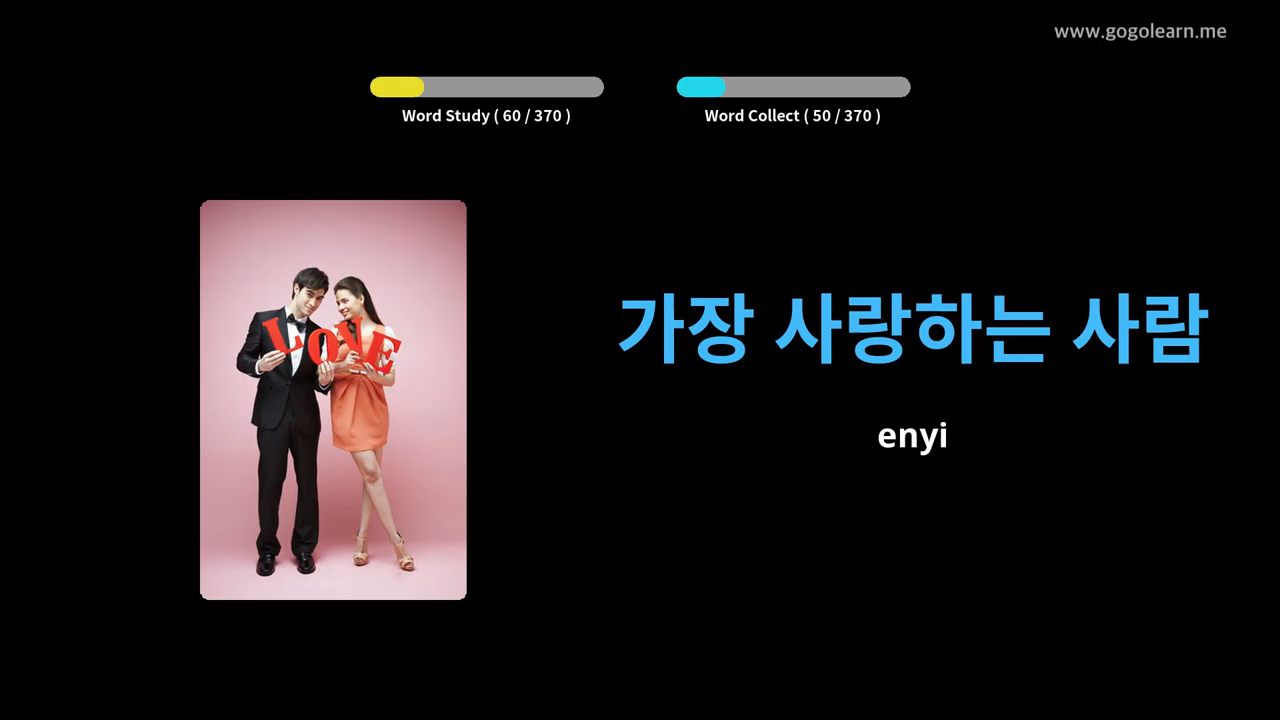 www.gogolearn.me
Word Study ( 60 / 370 )
Word Collect ( 50 / 370 )
LOVE
가장 사랑하는 사람
enyi